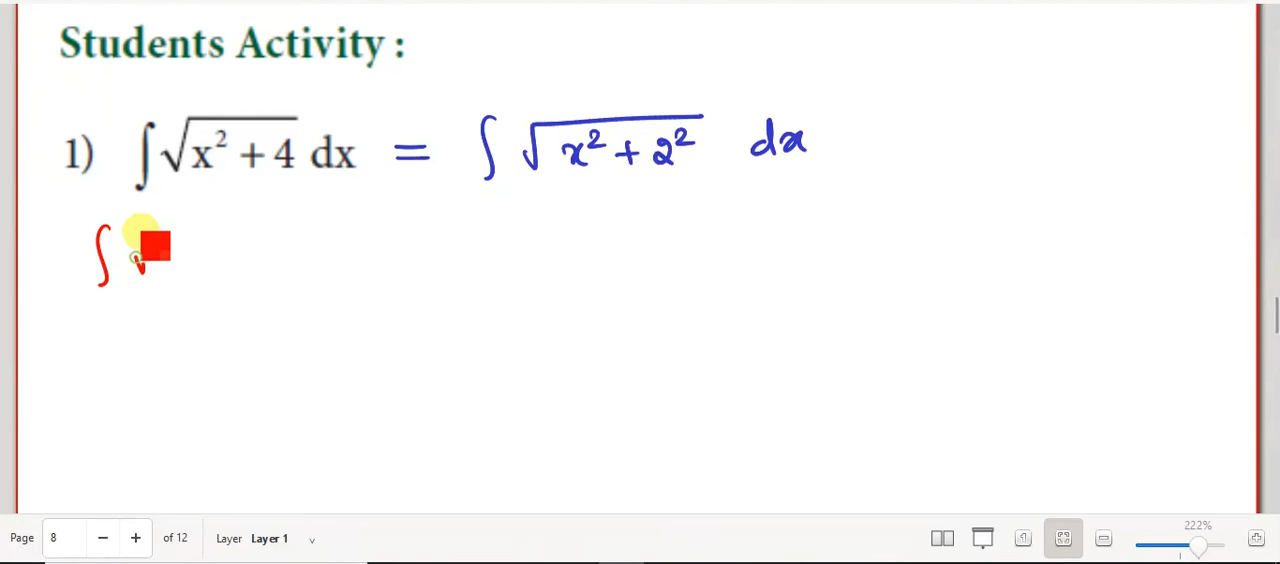 Students Activity :
1) ∫√x² + 4 dx = ∫ √x² + 2² dx
∫ √
Page 8 − + of 12 Layer Layer 1 222%